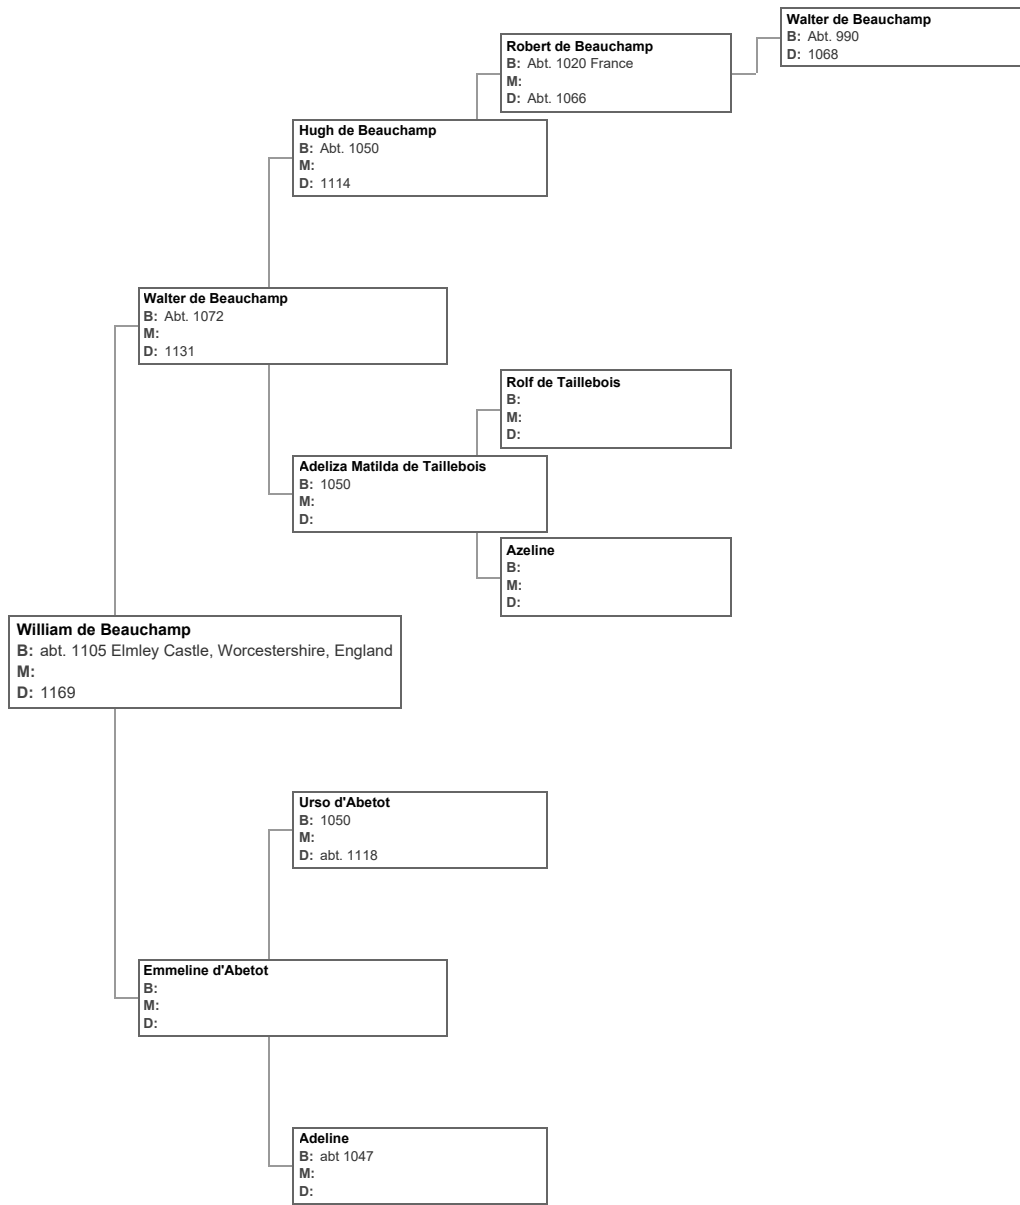 Walter de Beauchamp
B: Abt. 990
D: 1068
Robert de Beauchamp
B: Abt. 1020 France
M:
D: Abt. 1066
Hugh de Beauchamp
B: Abt. 1050
M:
D: 1114
Walter de Beauchamp
B: Abt. 1072
M:
D: 1131
Rolf de Taillebois
B:
M:
D:
Adeliza Matilda de Taillebois
B: 1050
M:
D:
Azeline
B:
M:
D:
William de Beauchamp
B: abt. 1105 Elmley Castle, Worcestershire, England
M:
D: 1169
Urso d'Abetot
B: 1050
M:
D: abt. 1118
Emmeline d'Abetot
B:
M:
D:
Adeline
B: abt 1047
M:
D: